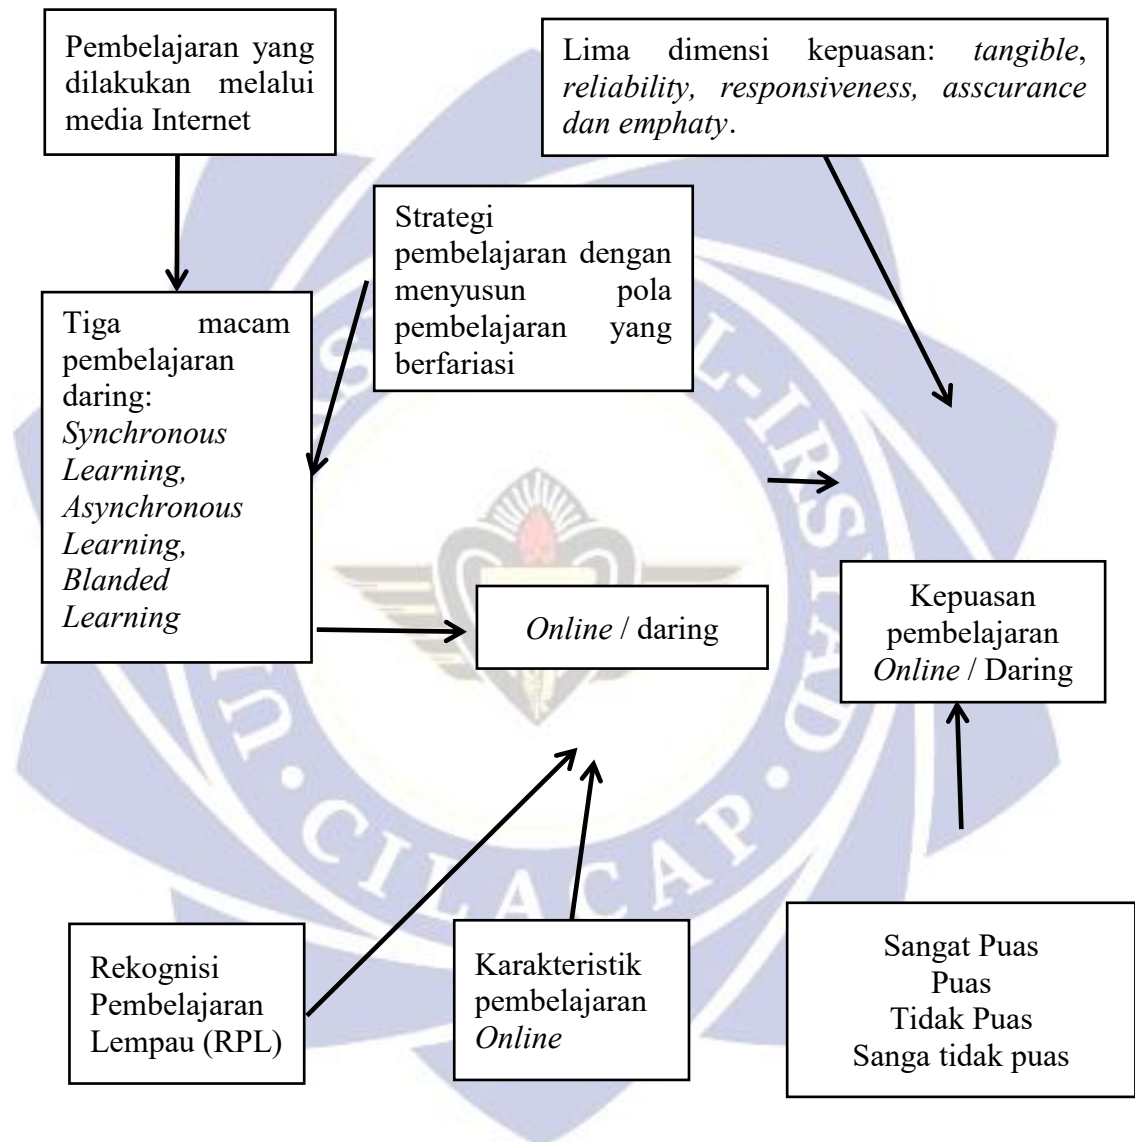 Pembelajaran yang
dilakukan melalui
media Internet
Lima dimensi kepuasan: tangible,
reliability, responsiveness, asscurance
dan emphaty.
Strategi
pembelajaran dengan
menyusun pola
pembelajaran yang
berfariasi
Tiga macam
pembelajaran
daring:
Synchronous
Learning,
Asynchronous
Learning,
Blanded
Learning
Online / daring
Kepuasan
pembelajaran
Online / Daring
Rekognisi
Pembelajaran
Lempau (RPL)
Karakteristik
pembelajaran
Online
Sangat Puas
Puas
Tidak Puas
Sanga tidak puas
L-IRSYAD
CILACAP